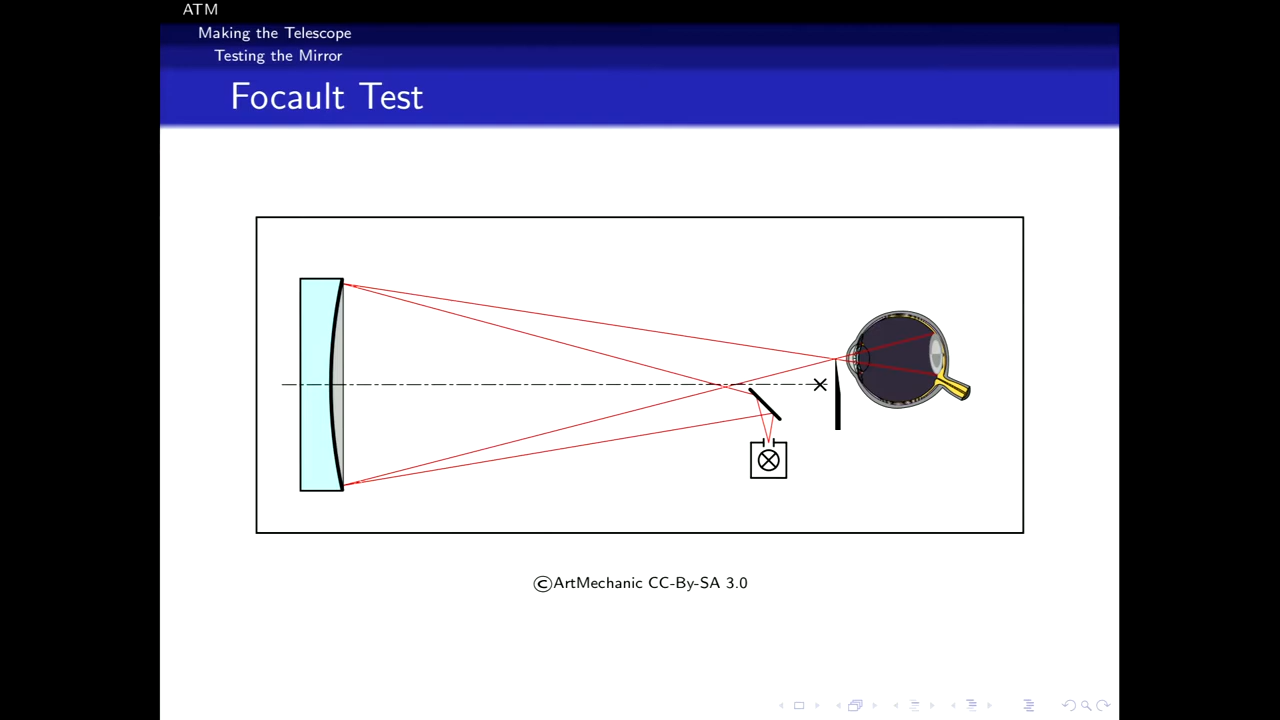 ATM
Making the Telescope
Testing the Mirror
Focault Test
©ArtMechanic CC-By-SA 3.0